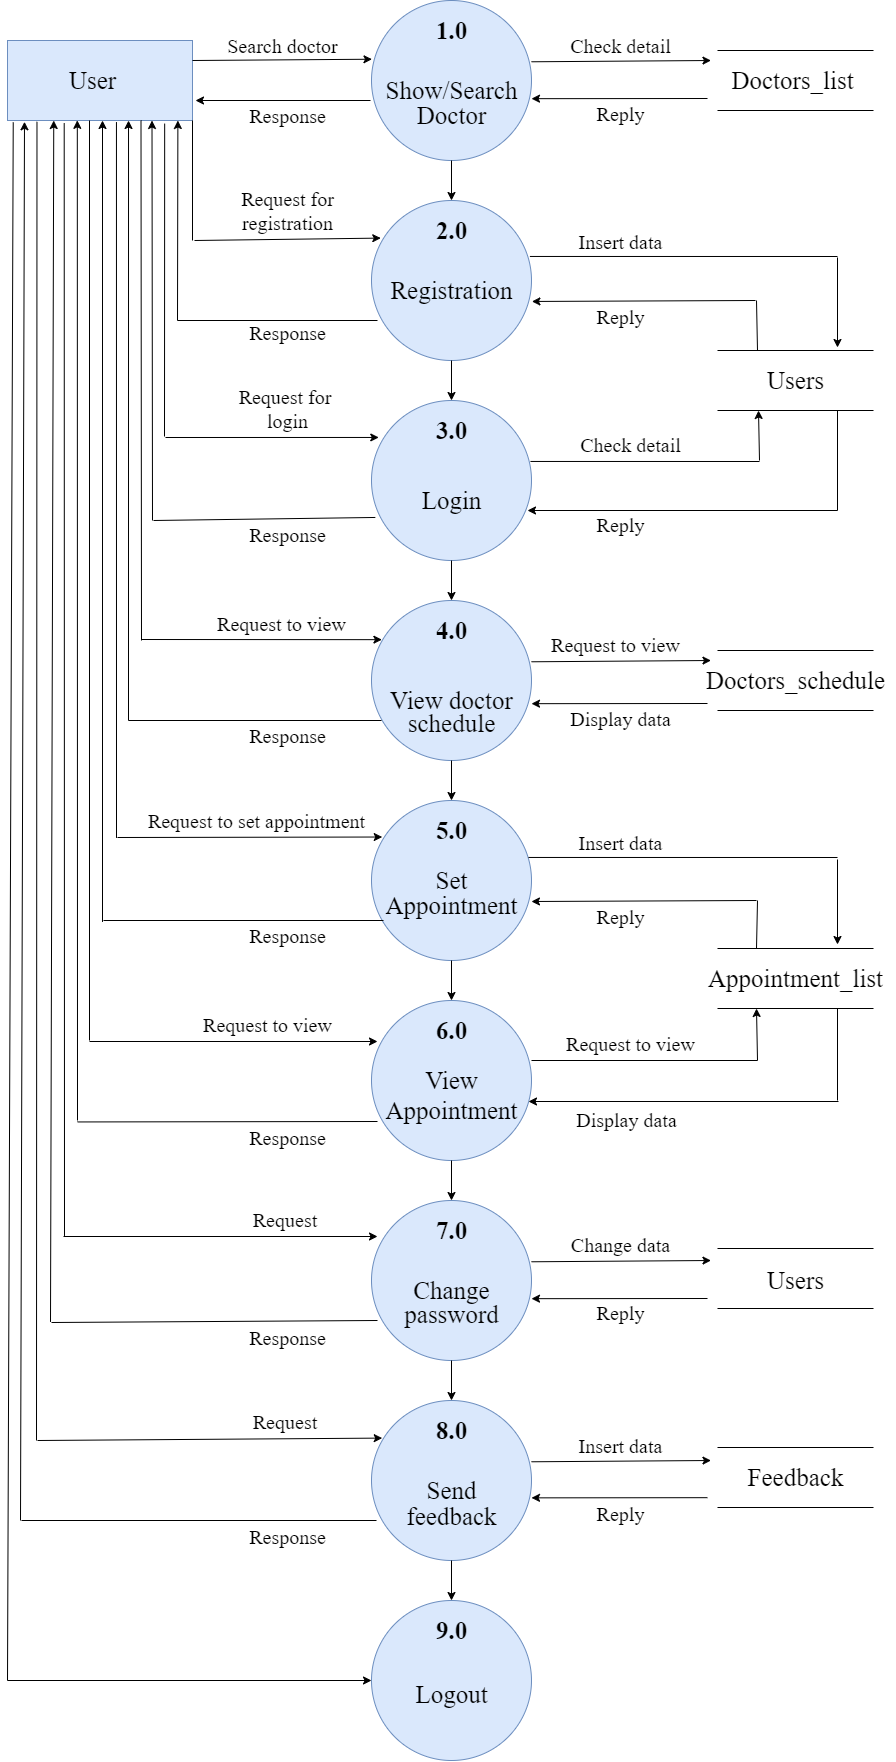 1.0
Search doctor
Check detail
User
Show/Search
Doctor
Doctors_list
Response
Reply
Request for
registration
2.0
Insert data
Registration
Response
Reply
Users
Request for
login
3.0
Check detail
Login
Response
Reply
4.0
Request to view
Request to view
View doctor
schedule
Doctors_schedule
Response
Display data
5.0
Request to set appointment
Insert data
Set
Appointment
Response
Reply
Appointment_list
6.0
Request to view
Request to view
View
Appointment
Response
Display data
7.0
Request
Change data
Change
password
Users
Response
Reply
8.0
Request
Insert data
Send
feedback
Feedback
Response
Reply
9.0
Logout